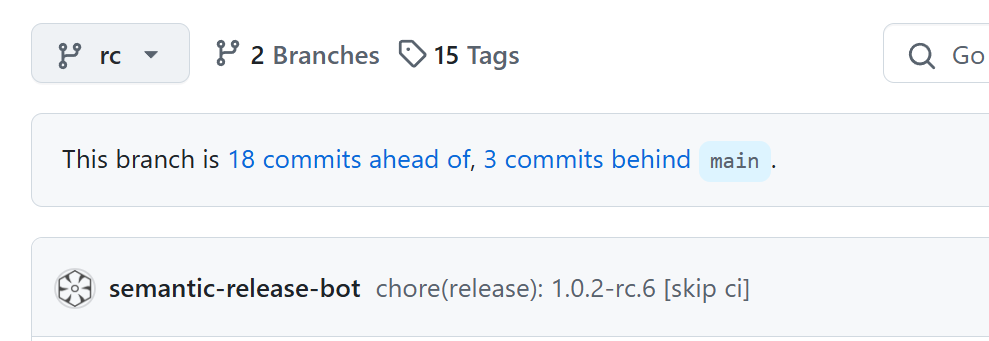 rc 2 Branches 15 Tags Go
This branch is 18 commits ahead of, 3 commits behind main.
semantic-release-bot chore(release): 1.0.2-rc.6 [skip ci]